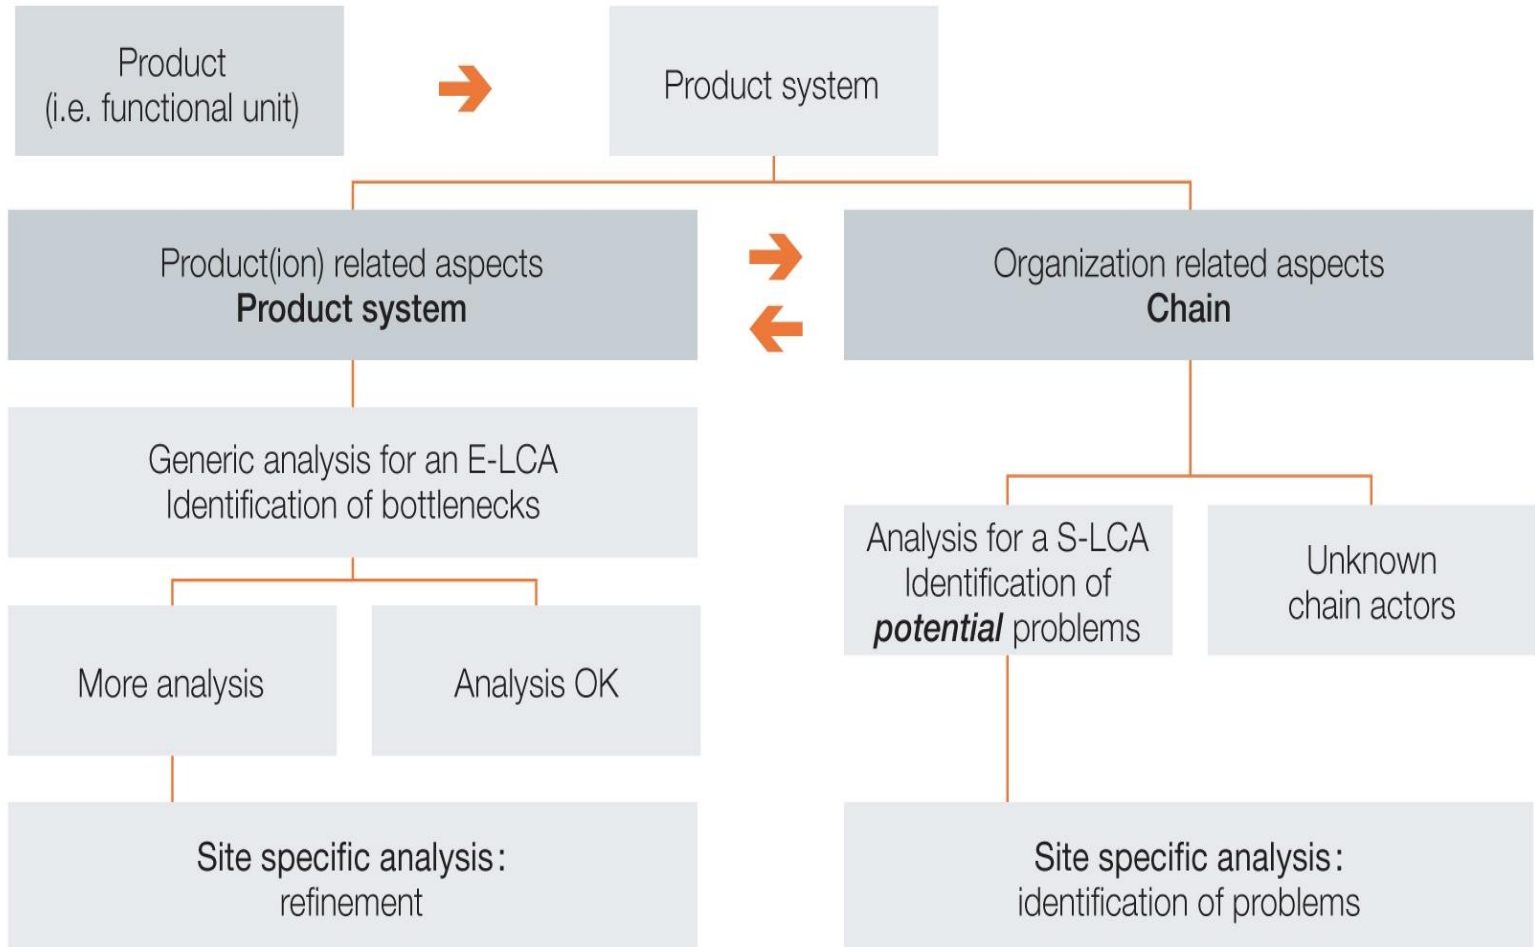 Product
(i.e. functional unit)
Product system
Product(ion) related aspects
Product system
Organization related aspects
Chain
Generic analysis for an E-LCA
Identification of bottlenecks
Analysis for a S-LCA
Identification of
potential problems
Unknown
chain actors
More analysis
Analysis OK
Site specific analysis:
refinement
Site specific analysis:
identification of problems